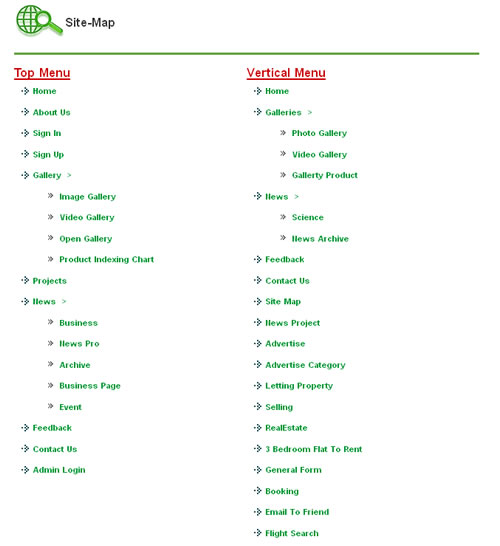 Site-Map
Top Menu
Home
About Us
Sign In
Sign Up
Gallery >
Image Gallery
Video Gallery
Open Gallery
Product Indexing Chart
Projects
News >
Business
News Pro
Archive
Business Page
Event
Feedback
Contact Us
Admin Login
Vertical Menu
Home
Galleries >
Photo Gallery
Video Gallery
Gallerty Product
News >
Science
News Archive
Feedback
Contact Us
Site Map
News Project
Advertise
Advertise Category
Letting Property
Selling
RealEstate
3 Bedroom Flat To Rent
General Form
Booking
Email To Friend
Flight Search